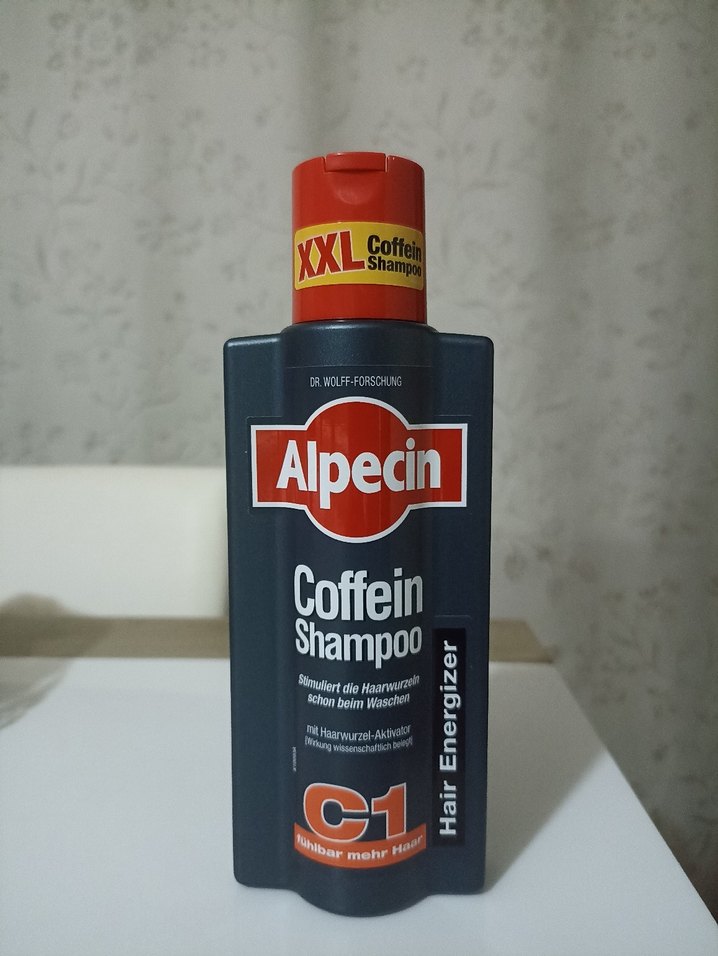 XXL Coffein
Shampoo
DR. WOLFF-FORSCHUNG
Alpecin
Coffein
Shampoo
Stimuliert die Haarwurzeln
schon beim Waschen
mit Haarwurzel-Aktivator
(Wirkung wissenschaftlich belegt)
C1
fühlbar mehr Haar
Hair Energizer